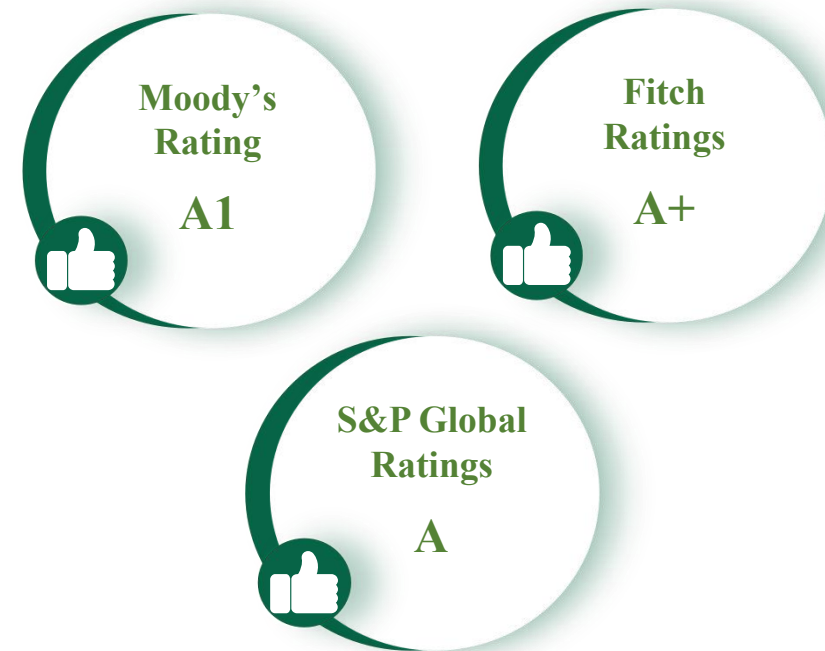 Moody’s
Rating
A1
Fitch
Ratings
A+
S&P Global
Ratings
A